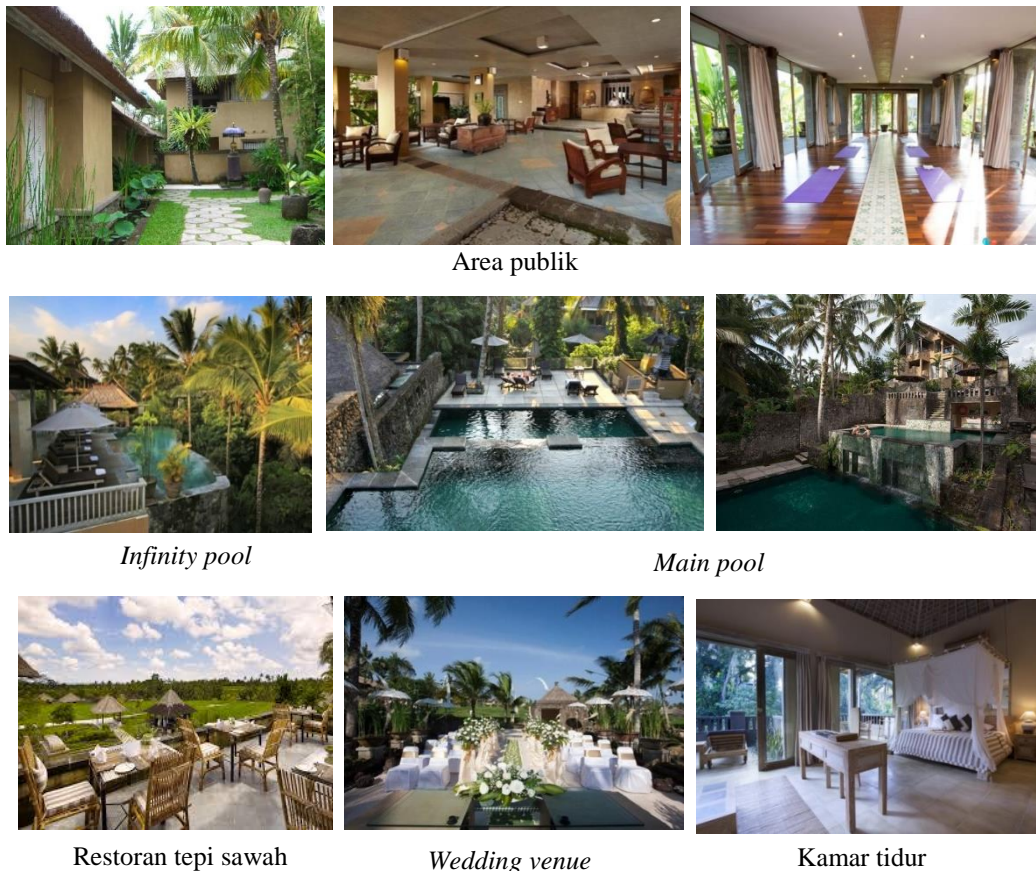 Area publik
Infinity pool
Main pool
Restoran tepi sawah
Wedding venue
Kamar tidur